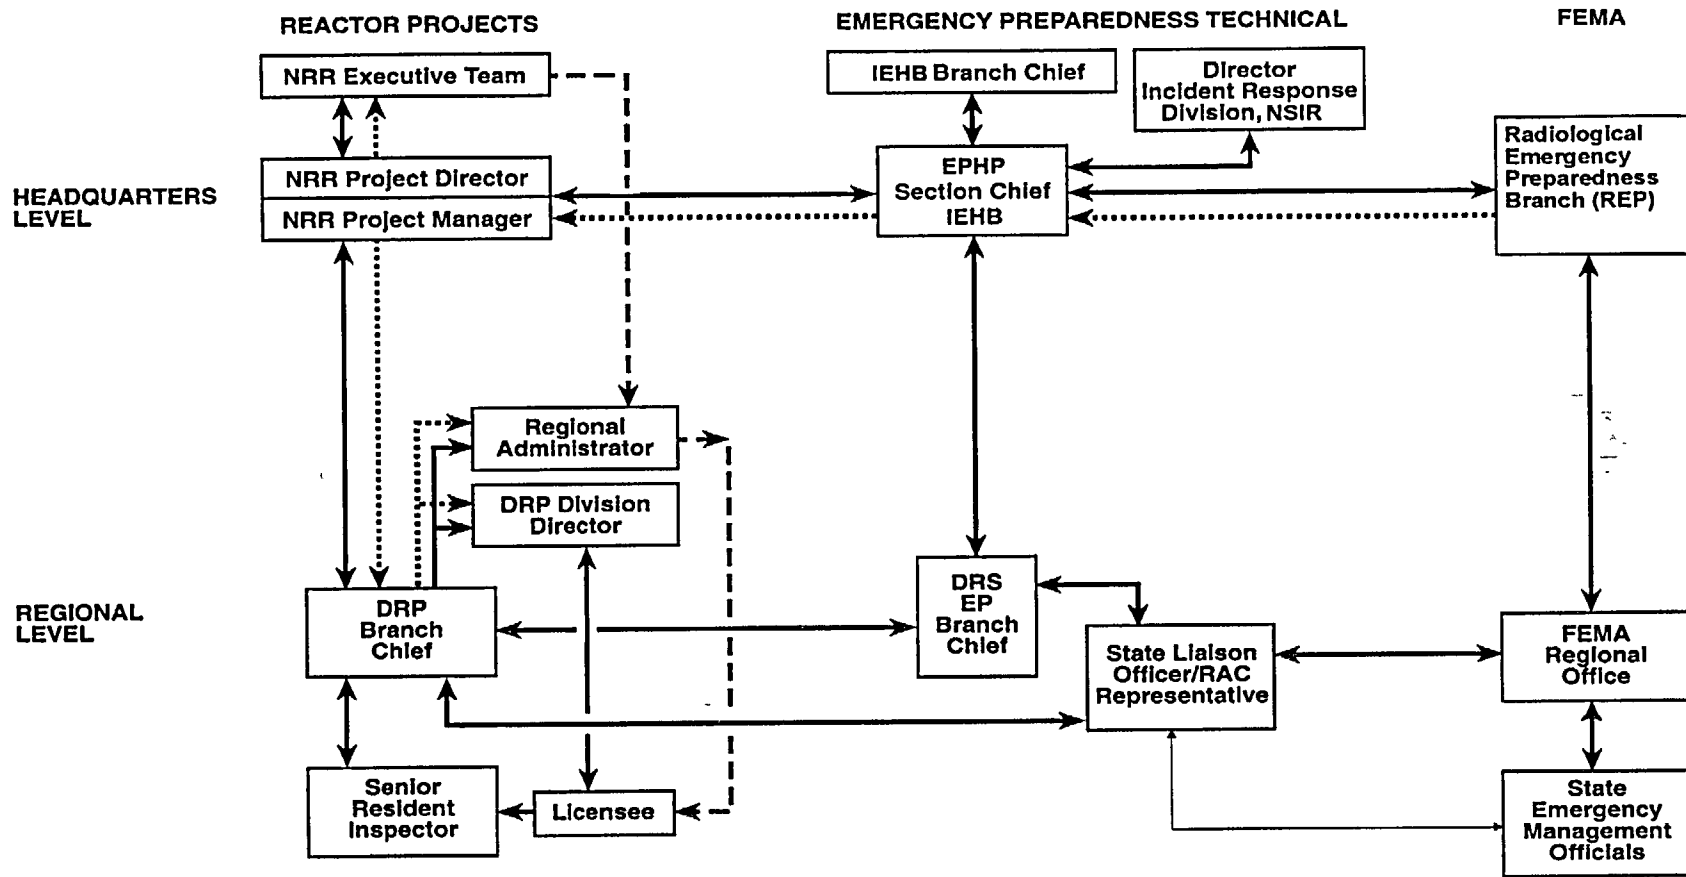 REACTOR PROJECTS
EMERGENCY PREPAREDNESS TECHNICAL
FEMA
NRR Executive Team
IEHB Branch Chief
Director
Incident Response
Division, NSIR
HEADQUARTERS
LEVEL
NRR Project Director
NRR Project Manager
EPHP
Section Chief
IEHB
Radiological
Emergency
Preparedness
Branch (REP)
Regional
Administrator
DRP Division
Director
REGIONAL
LEVEL
DRP
Branch
Chief
DRS
EP
Branch
Chief
State Liaison
Officer/RAC
Representative
FEMA
Regional
Office
Senior
Resident
Inspector
Licensee
State
Emergency
Management
Officials